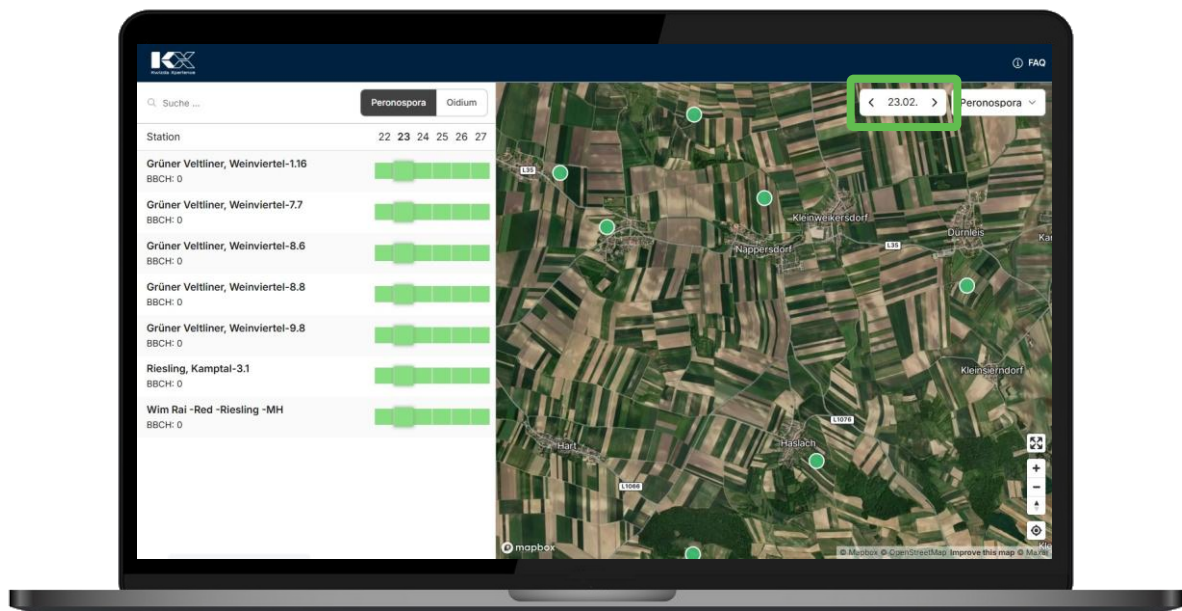 KX
Kwizda Xperience
FAQ
Suche ...
Peronospora
Oidium
Station
22 23 24 25 26 27
Grüner Veltliner, Weinviertel-1.16
BBCH: 0
Grüner Veltliner, Weinviertel-7.7
BBCH: 0
Grüner Veltliner, Weinviertel-8.6
BBCH: 0
Grüner Veltliner, Weinviertel-8.8
BBCH: 0
Grüner Veltliner, Weinviertel-9.8
BBCH: 0
Riesling, Kamptal-3.1
BBCH: 0
Wim Rai -Red -Riesling -MH
BBCH: 0
23.02.
Peronospora
L35
Kleinweikersdorf
Nappersdorf
L35
Dürnleis
Kleinsierndorf
L1076
Haslach
Hart
L1066
mapbox
© Mapbox © OpenStreetMap Improve this map © Maxar